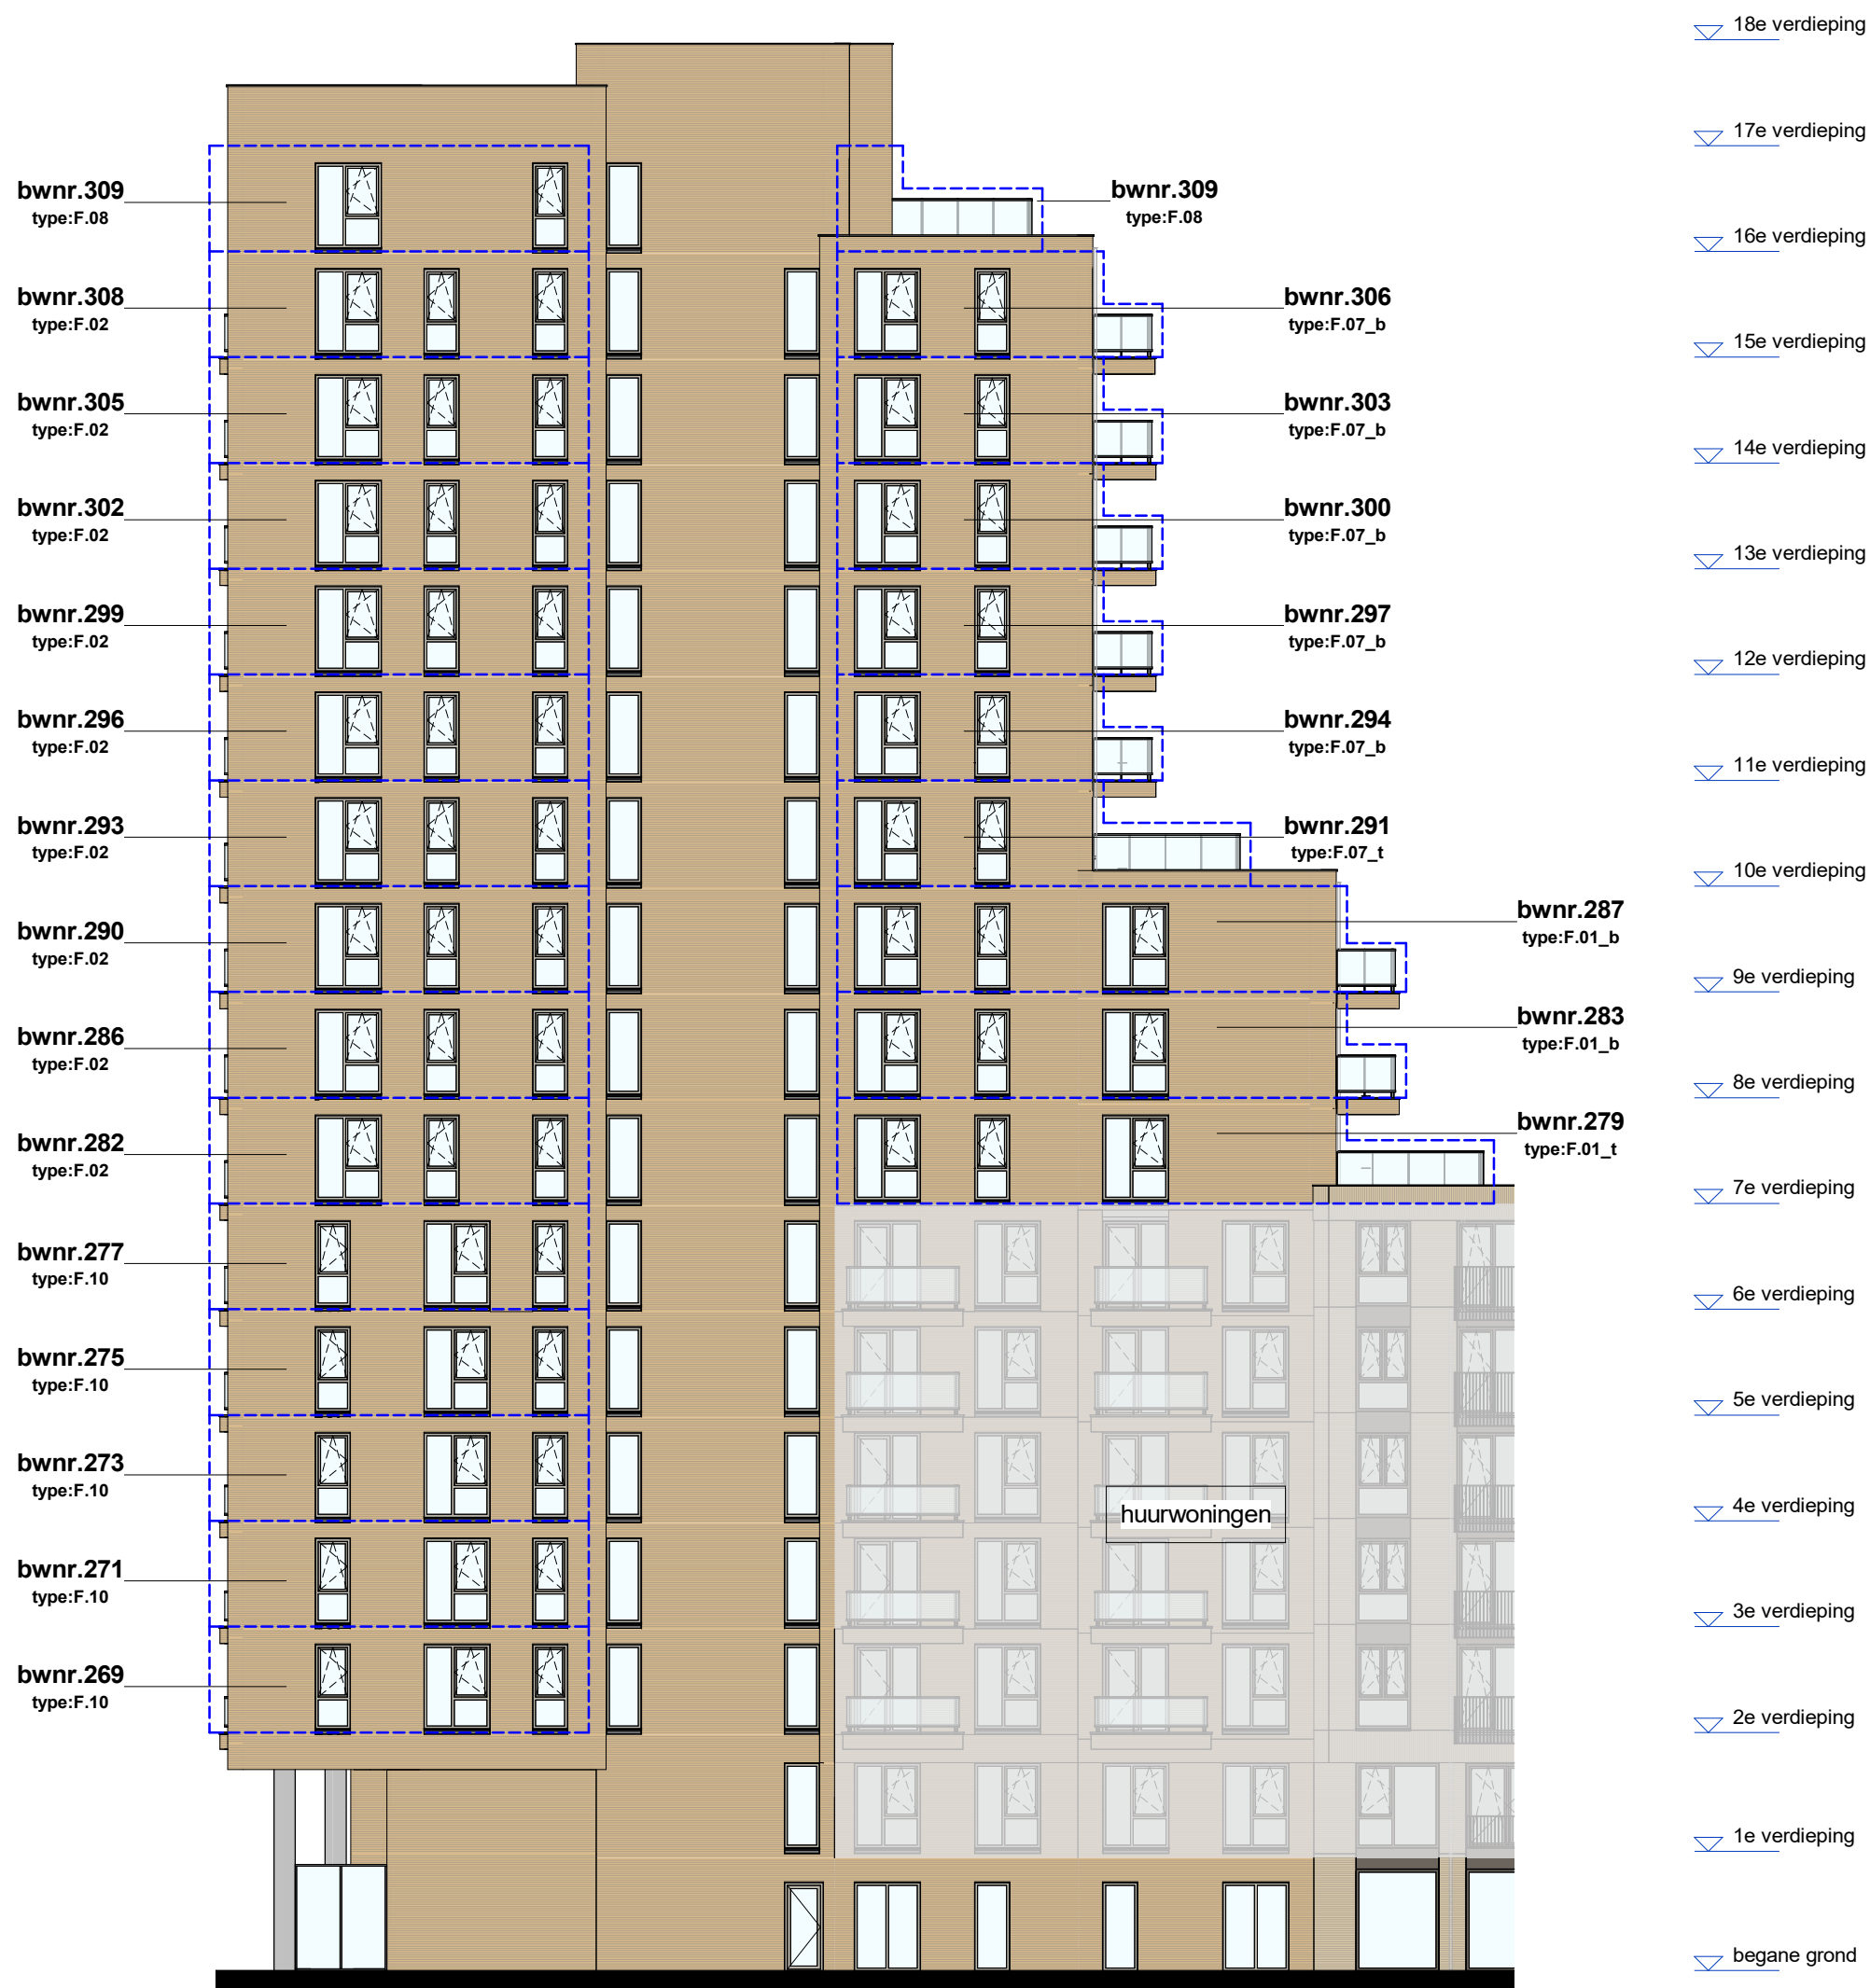 18e verdieping
17e verdieping
bwnr.309
type:F.08
bwnr.309
type:F.08
16e verdieping
bwnr.308
type:F.02
bwnr.306
type:F.07_b
15e verdieping
bwnr.305
type:F.02
bwnr.303
type:F.07_b
14e verdieping
bwnr.302
type:F.02
bwnr.300
type:F.07_b
13e verdieping
bwnr.299
type:F.02
bwnr.297
type:F.07_b
12e verdieping
bwnr.296
type:F.02
bwnr.294
type:F.07_b
11e verdieping
bwnr.293
type:F.02
bwnr.291
type:F.07_t
10e verdieping
bwnr.290
type:F.02
bwnr.287
type:F.01_b
9e verdieping
bwnr.286
type:F.02
bwnr.283
type:F.01_b
8e verdieping
bwnr.282
type:F.02
bwnr.279
type:F.01_t
7e verdieping
bwnr.277
type:F.10
6e verdieping
bwnr.275
type:F.10
5e verdieping
bwnr.273
type:F.10
huurwoningen
4e verdieping
bwnr.271
type:F.10
3e verdieping
bwnr.269
type:F.10
2e verdieping
1e verdieping
begane grond